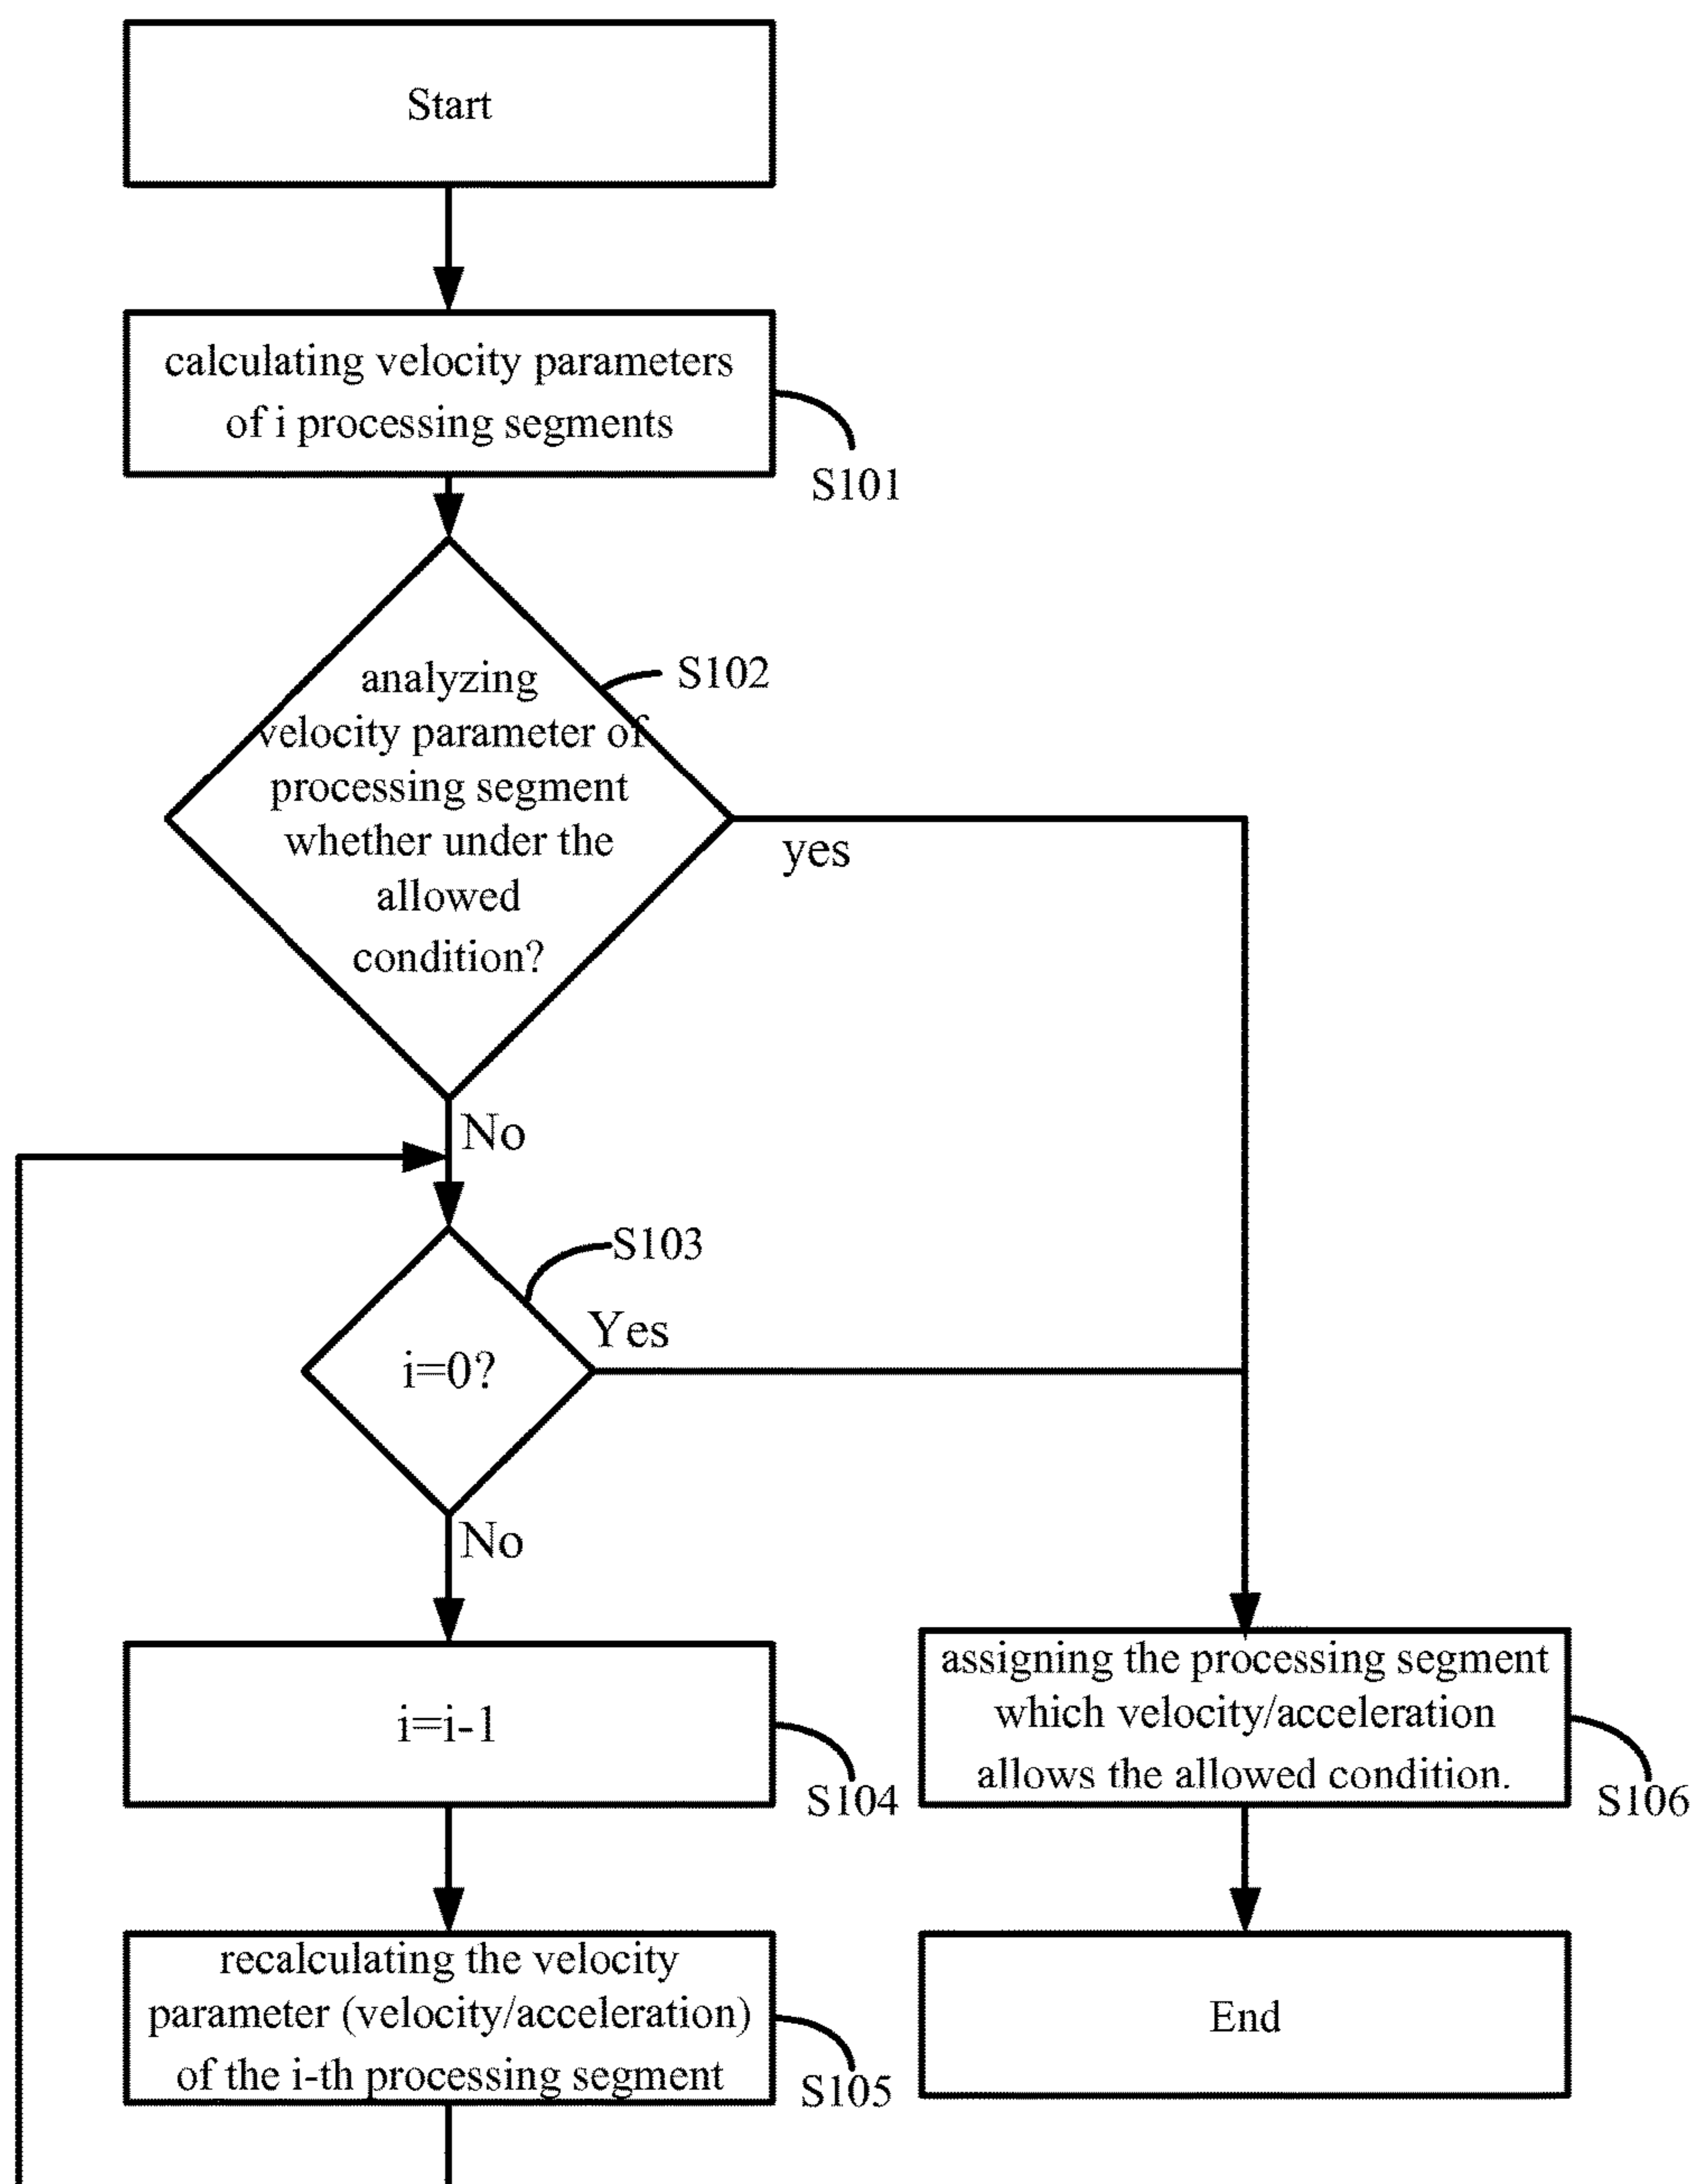 Start
calculating velocity parameters
of i processing segments
S101
analyzing
velocity parameter of
processing segment
whether under the
allowed
condition?
S102
yes
No
S103
i=0?
Yes
No
i=i-1
S104
assigning the processing segment
which velocity/acceleration
allows the allowed condition.
S106
recalculating the velocity
parameter (velocity/acceleration)
of the i-th processing segment
S105
End